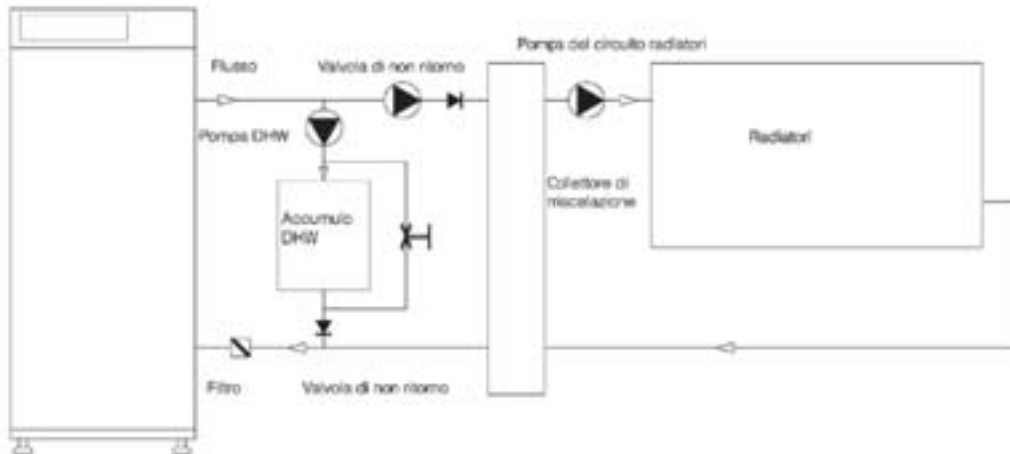 Pompa del circuito radiatori
Flusso
Valvola di non ritorno
Pompa DHW
Radiatori
Collettore di
miscelazione
Accumulo
DHW
Filtro
Valvola di non ritorno